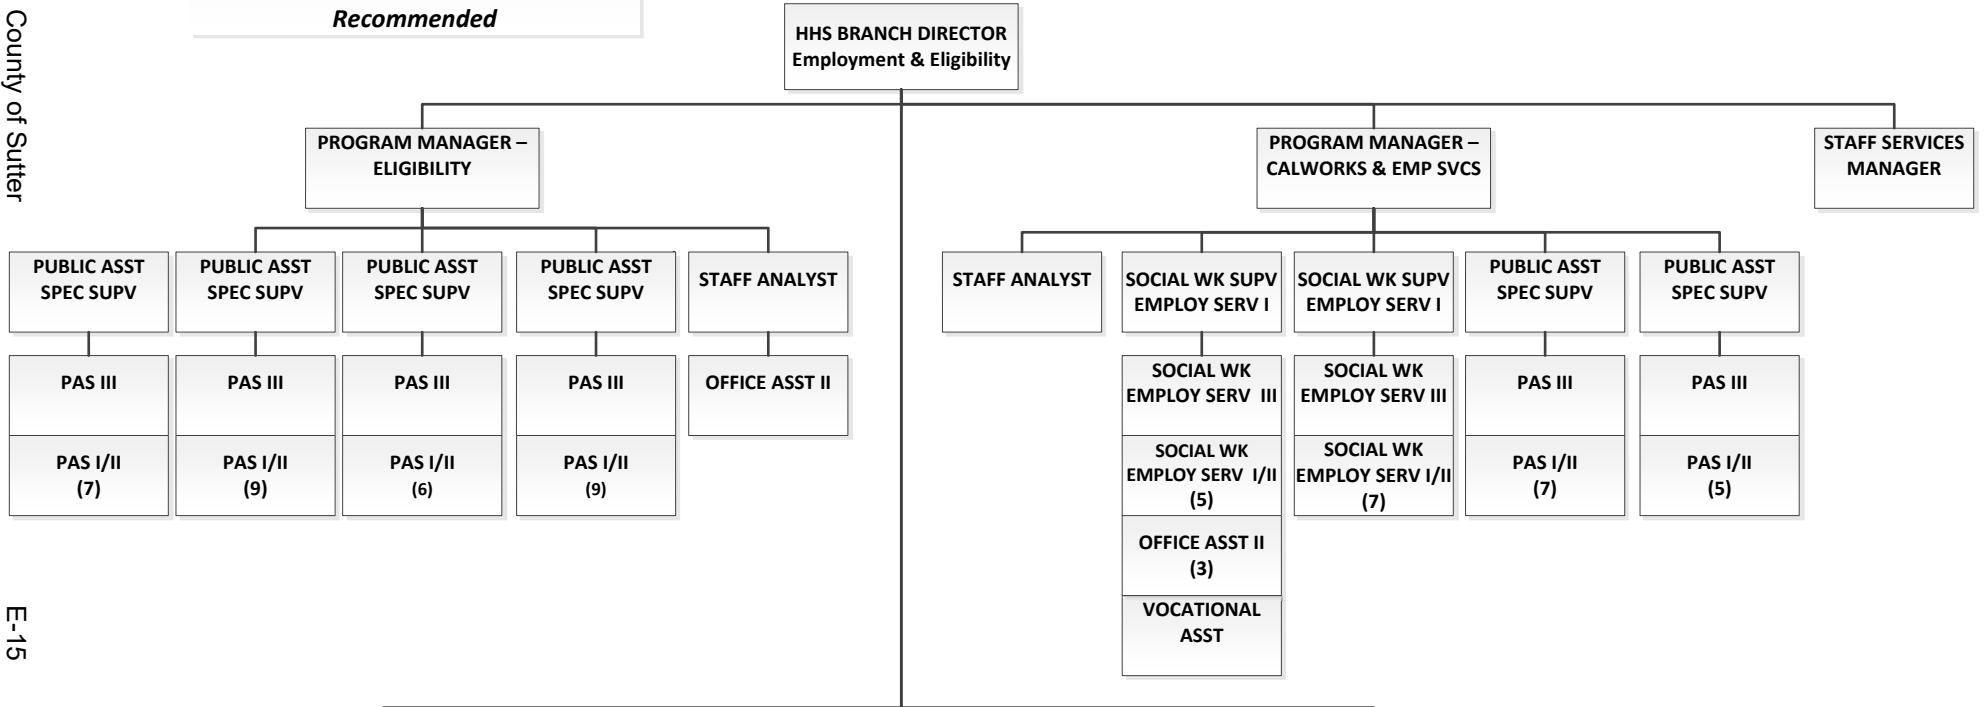 Recommended
County of Sutter
HHS BRANCH DIRECTOR
Employment & Eligibility
PROGRAM MANAGER –
ELIGIBILITY
PROGRAM MANAGER –
CALWORKS & EMP SVCS
STAFF SERVICES
MANAGER
PUBLIC ASST
SPEC SUPV
PUBLIC ASST
SPEC SUPV
PUBLIC ASST
SPEC SUPV
PUBLIC ASST
SPEC SUPV
STAFF ANALYST
STAFF ANALYST
SOCIAL WK SUPV
EMPLOY SERV I
SOCIAL WK SUPV
EMPLOY SERV I
PUBLIC ASST
SPEC SUPV
PUBLIC ASST
SPEC SUPV
PAS III
PAS III
PAS III
PAS III
OFFICE ASST II
SOCIAL WK
EMPLOY SERV III
SOCIAL WK
EMPLOY SERV III
PAS III
PAS III
PAS I/II
(7)
PAS I/II
(9)
PAS I/II
(6)
PAS I/II
(9)
SOCIAL WK
EMPLOY SERV I/II
(5)
SOCIAL WK
EMPLOY SERV I/II
(7)
PAS I/II
(7)
PAS I/II
(5)
OFFICE ASST II
(3)
VOCATIONAL
ASST
E-15